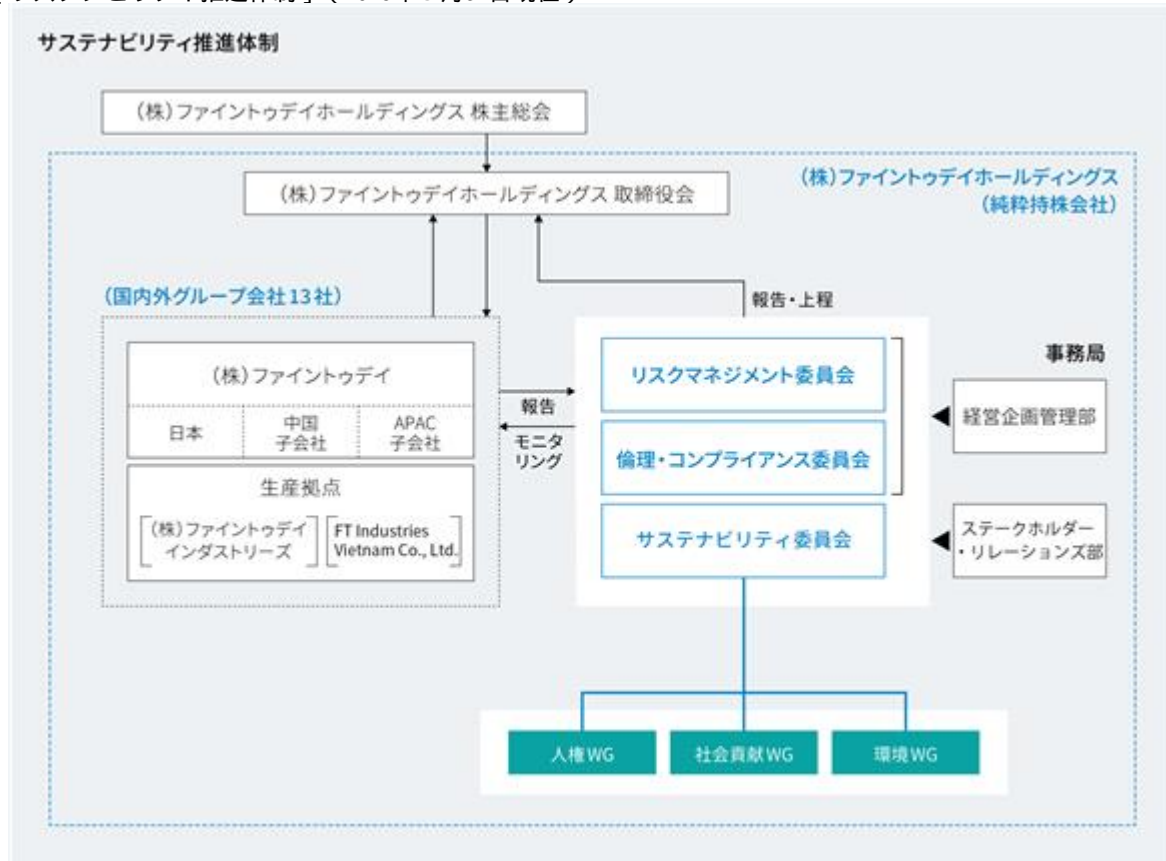 サステナビリティ推進体制
(株)ファイントゥデイホールディングス 株主総会
(株)ファイントゥデイホールディングス
(純粋持株会社)
(株)ファイントゥデイホールディングス 取締役会
(国内外グループ会社13社)
報告・上程
(株)ファイントゥデイ
日本
中国
子会社
APAC
子会社
生産拠点
(株)ファイントゥデイ
インダストリーズ
FT Industries
Vietnam Co., Ltd.
報告
モニタ
リング
リスクマネジメント委員会
倫理・コンプライアンス委員会
サステナビリティ委員会
事務局
経営企画管理部
ステークホルダー
・リレーションズ部
人権WG
社会貢献WG
環境WG